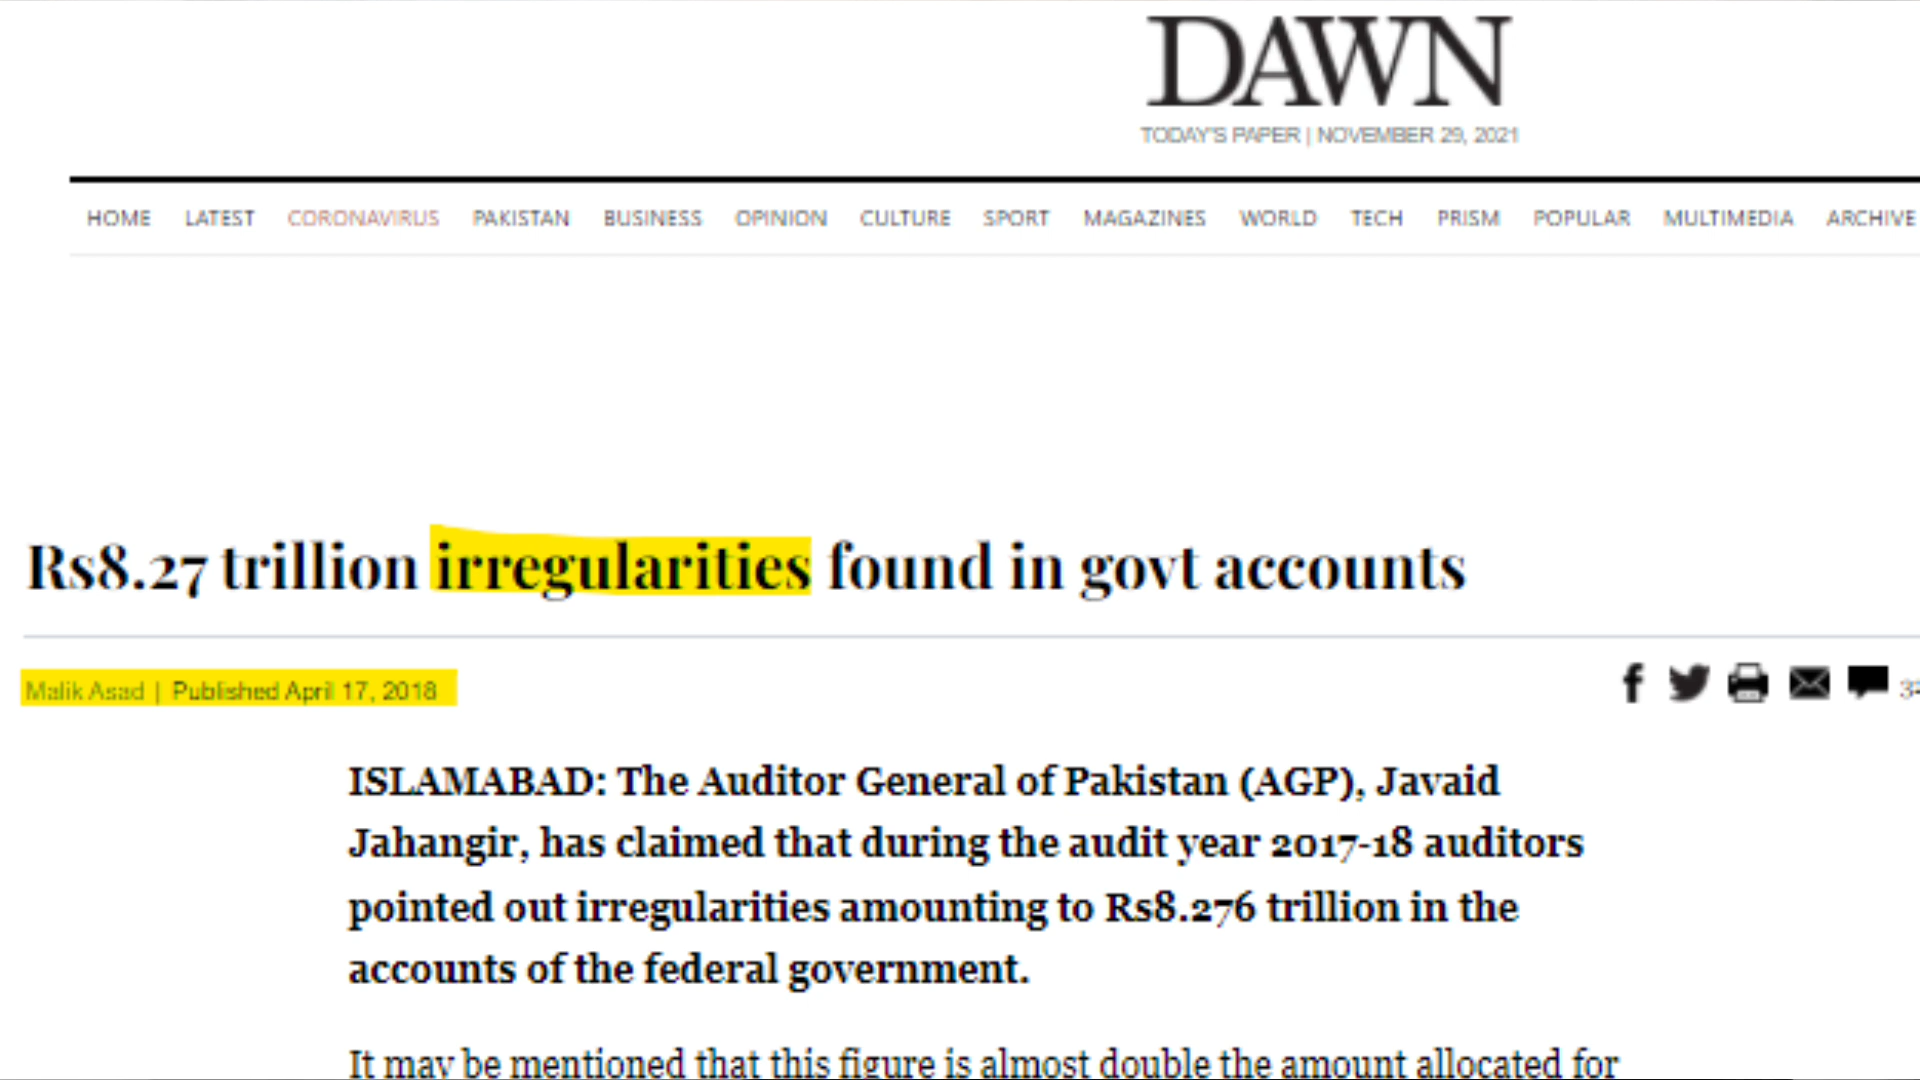 DAWN
TODAY'S PAPER | NOVEMBER 29, 2021
HOME LATEST CORONAVIRUS PAKISTAN BUSINESS OPINION CULTURE SPORT MAGAZINES WORLD TECH PRISM POPULAR MULTIMEDIA ARCHIVE
Rs8.27 trillion irregularities found in govt accounts
Malik Asad | Published April 17, 2018
ISLAMABAD: The Auditor General of Pakistan (AGP), Javaid
Jahangir, has claimed that during the audit year 2017-18 auditors
pointed out irregularities amounting to Rs8.276 trillion in the
accounts of the federal government.
It may be mentioned that this figure is almost double the amount allocated for